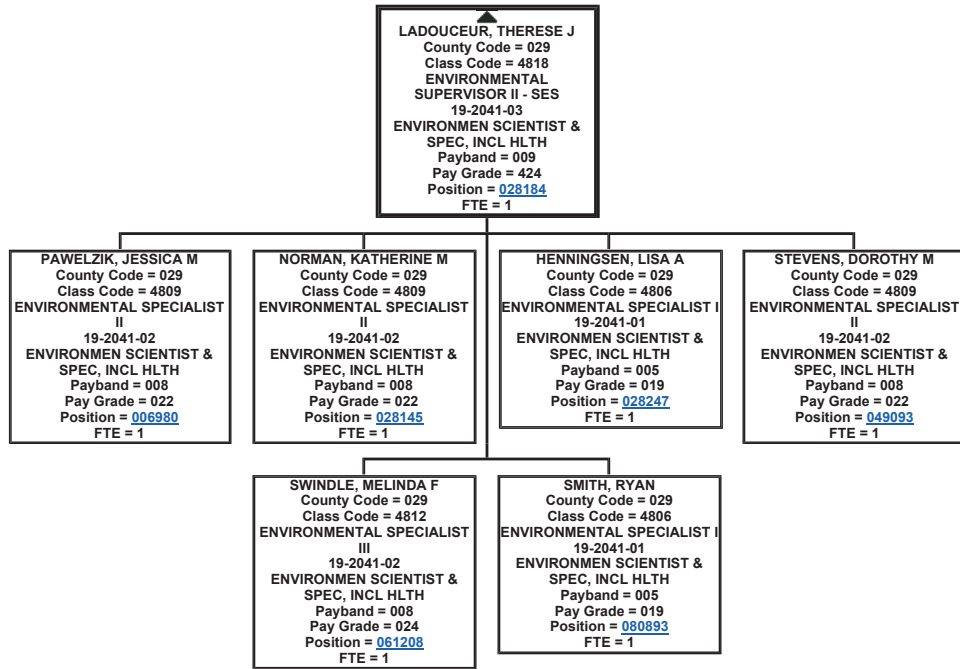 LADOUCEUR, THERESE J
County Code = 029
Class Code = 4818
ENVIRONMENTAL
SUPERVISOR II - SES
19-2041-03
ENVIRONMEN SCIENTIST &
SPEC, INCL HLTH
Payband = 009
Pay Grade = 424
Position = 028184
FTE = 1
PAWELZIK, JESSICA M
County Code = 029
Class Code = 4809
ENVIRONMENTAL SPECIALIST
II
19-2041-02
ENVIRONMEN SCIENTIST &
SPEC, INCL HLTH
Payband = 008
Pay Grade = 022
Position = 006980
FTE = 1
NORMAN, KATHERINE M
County Code = 029
Class Code = 4809
ENVIRONMENTAL SPECIALIST
II
19-2041-02
ENVIRONMEN SCIENTIST &
SPEC, INCL HLTH
Payband = 008
Pay Grade = 022
Position = 028145
FTE = 1
HENNINGSEN, LISA A
County Code = 029
Class Code = 4806
ENVIRONMENTAL SPECIALIST I
19-2041-01
ENVIRONMEN SCIENTIST &
SPEC, INCL HLTH
Payband = 005
Pay Grade = 019
Position = 028247
FTE = 1
STEVENS, DOROTHY M
County Code = 029
Class Code = 4809
ENVIRONMENTAL SPECIALIST
II
19-2041-02
ENVIRONMEN SCIENTIST &
SPEC, INCL HLTH
Payband = 008
Pay Grade = 022
Position = 049093
FTE = 1
SWINDLE, MELINDA F
County Code = 029
Class Code = 4812
ENVIRONMENTAL SPECIALIST
III
19-2041-02
ENVIRONMEN SCIENTIST &
SPEC, INCL HLTH
Payband = 008
Pay Grade = 024
Position = 061208
FTE = 1
SMITH, RYAN
County Code = 029
Class Code = 4806
ENVIRONMENTAL SPECIALIST I
19-2041-01
ENVIRONMEN SCIENTIST &
SPEC, INCL HLTH
Payband = 005
Pay Grade = 019
Position = 080893
FTE = 1